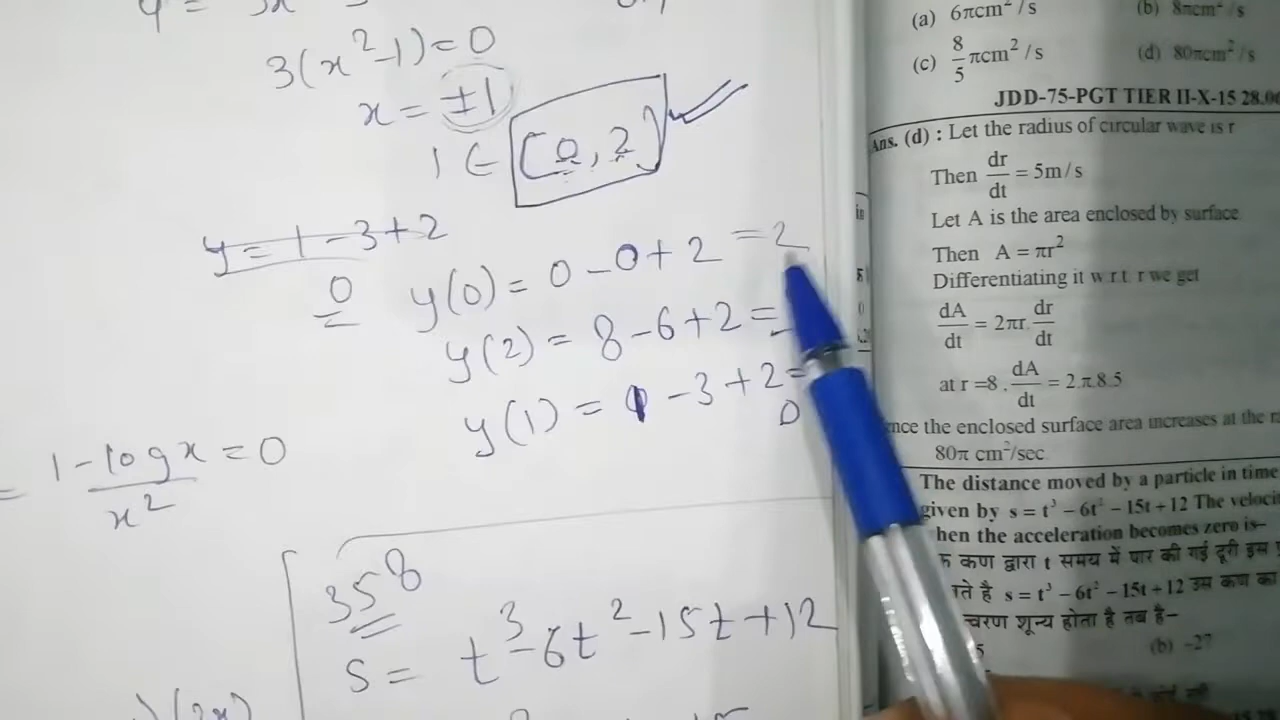 3(x²-1)=0
x = ±1
1 ∈ [0, 2]
y = 1-3+2
0
y(0) = 0-0+2 =2
y(2) = 8-6+2 =
y(1) = 1-3+2=
0
= 1-logx = 0
x²
358
s= t³-6t²-15t+12
(a) 6πcm²/s
(b) 8πcm²/s
(c) 8/5 πcm²/s
(d) 80πcm²/s
JDD-75-PGT TIER II-X-15 28.0
Ans. (d) : Let the radius of circular wave is r
Then dr/dt = 5m/s
Let A is the area enclosed by surface
Then A = πr²
Differentiating it w.r.t r we get
dA/dt = 2πr. dr/dt
at r =8 , dA/dt = 2.π.8.5
nce the enclosed surface area increases at the
80π cm²/sec
The distance moved by a particle in time
given by s = t³ – 6t² – 15t + 12 The veloci
hen the acceleration becomes zero is–
कण द्वारा t समय में पार की गई दूरी इस
s = t³ – 6t² – 15t + 12 उस कण का
चरण शून्य होता है तब है–
(b) -27